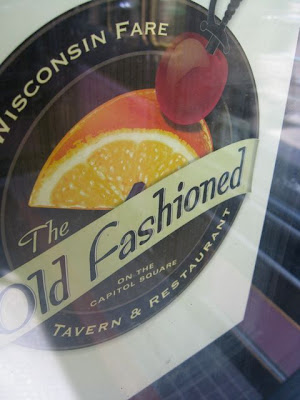 Wisconsin Fare
The
Old Fashioned
ON THE
CAPITOL SQUARE
TAVERN & RESTAURANT